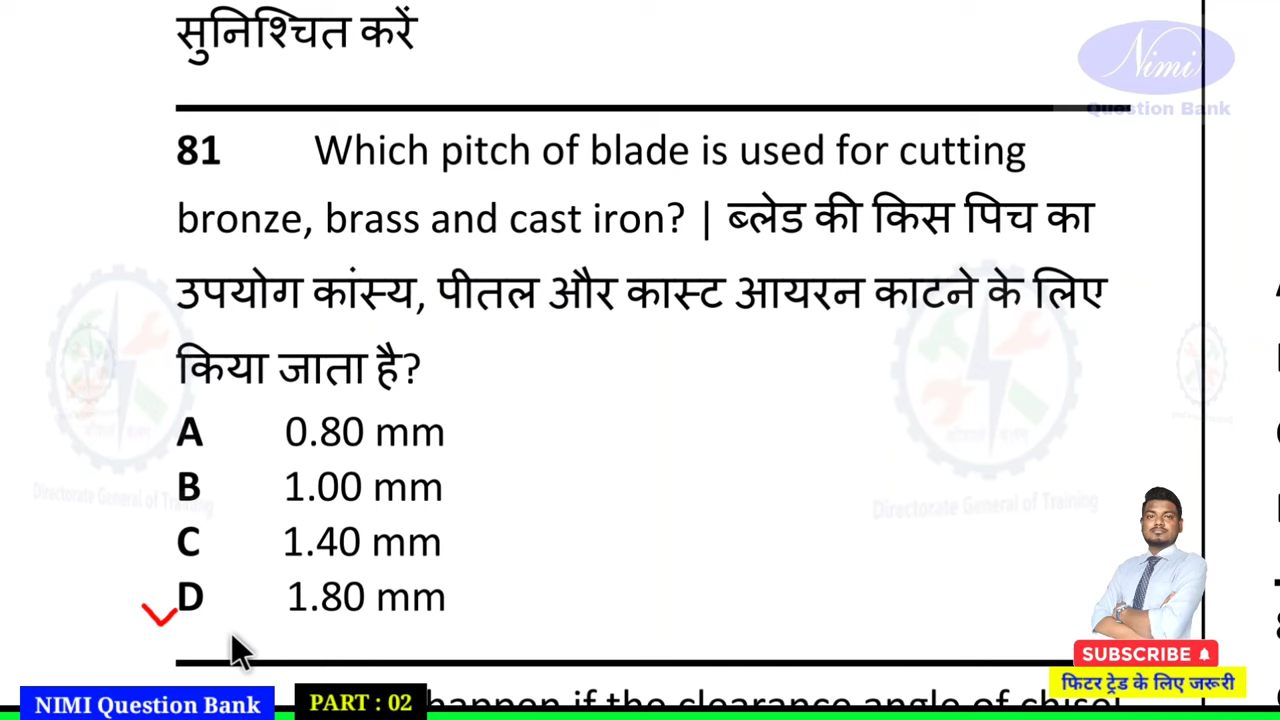 सुनिश्चित करें
Nimi
Question Bank
81 Which pitch of blade is used for cutting
bronze, brass and cast iron? | ब्लेड की किस पिच का
उपयोग कांस्य, पीतल और कास्ट आयरन काटने के लिए
किया जाता है?
A 0.80 mm
B 1.00 mm
C 1.40 mm
D 1.80 mm
Directorate General of Training
Directorate General of Training
SUBSCRIBE
फिटर ट्रेड के लिए जरूरी
NIMI Question Bank
PART : 02
happen if the clearance angle of chisel